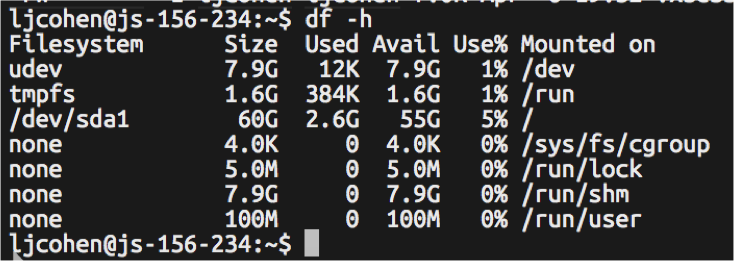 ljcohen@js-156-234:~$ df -h
Filesystem      Size  Used Avail Use% Mounted on
udev            7.9G   12K  7.9G   1% /dev
tmpfs           1.6G  384K  1.6G   1% /run
/dev/sda1        60G  2.6G   55G   5% /
none            4.0K     0  4.0K   0% /sys/fs/cgroup
none            5.0M     0  5.0M   0% /run/lock
none            7.9G     0  7.9G   0% /run/shm
none            100M     0  100M   0% /run/user
ljcohen@js-156-234:~$